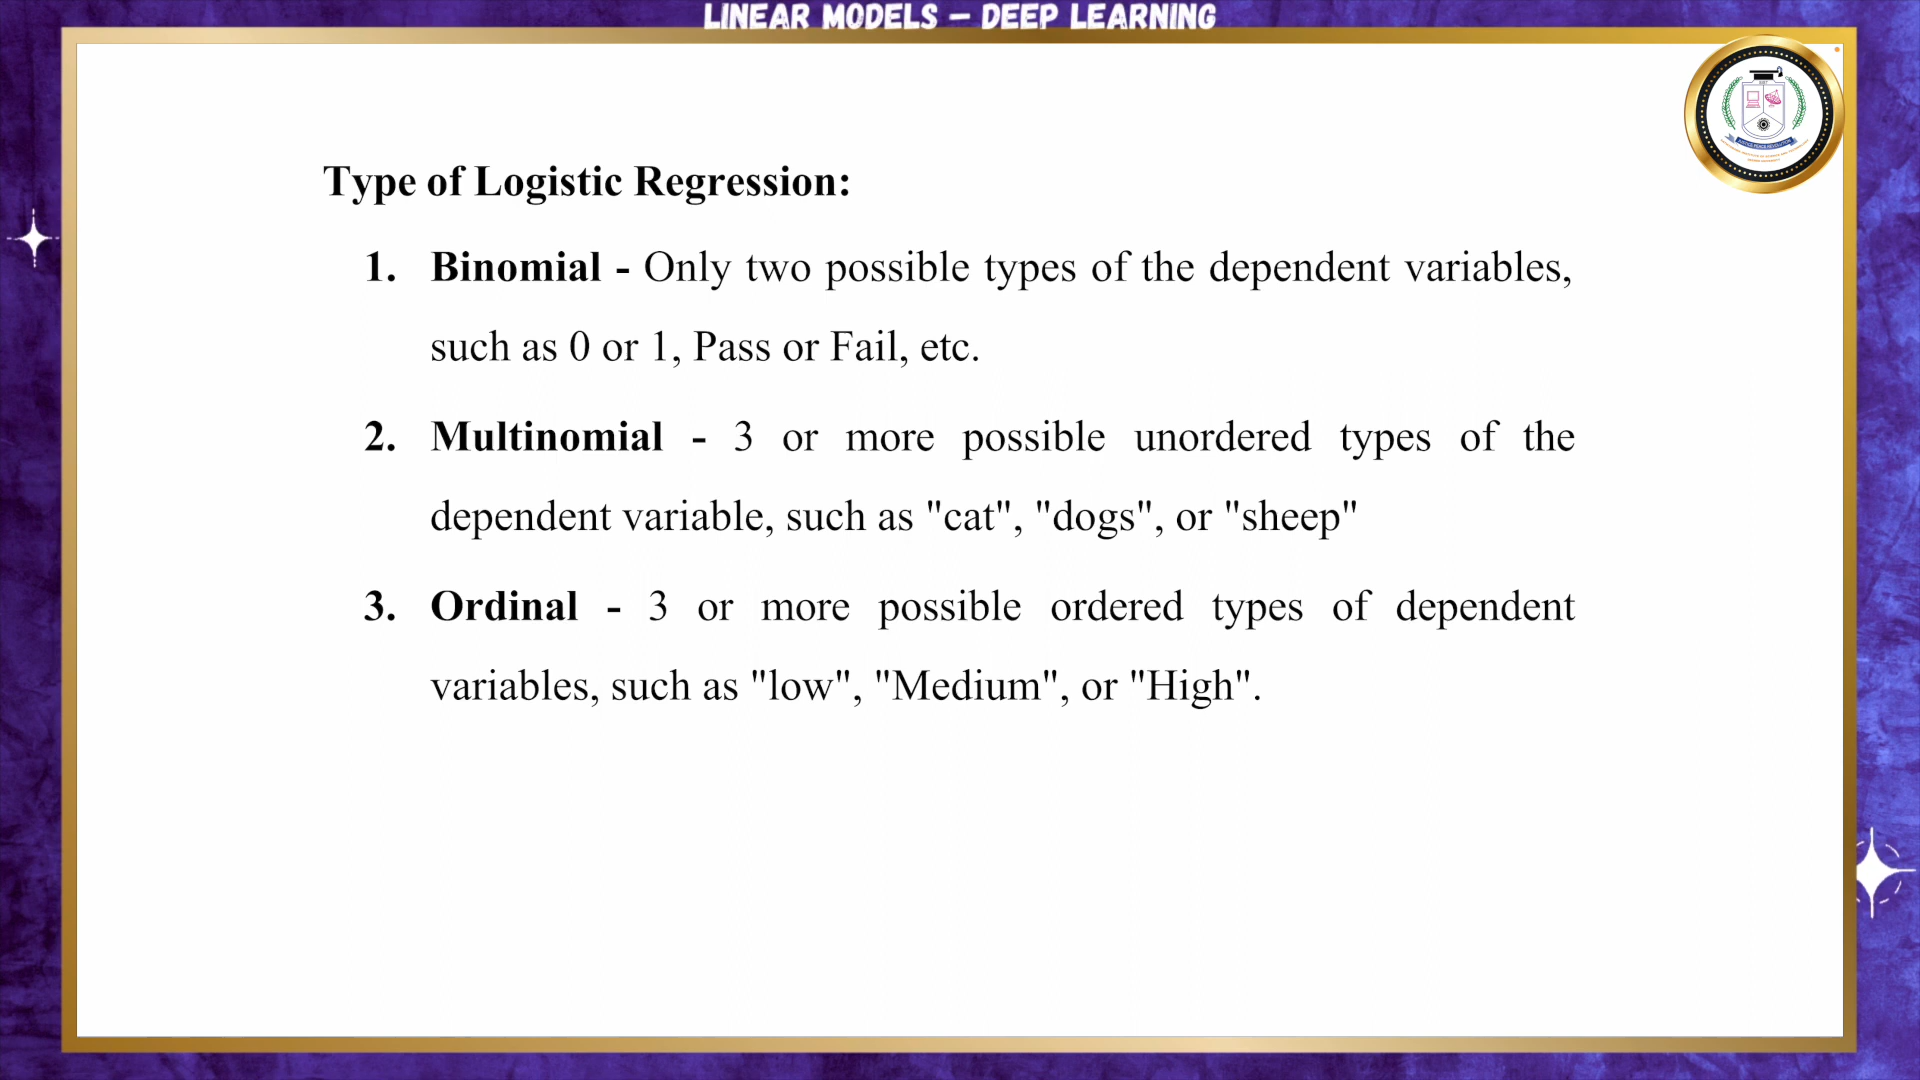 LINEAR MODELS – DEEP LEARNING
Type of Logistic Regression:
1. Binomial - Only two possible types of the dependent variables,
such as 0 or 1, Pass or Fail, etc.
2. Multinomial - 3 or more possible unordered types of the
dependent variable, such as "cat", "dogs", or "sheep"
3. Ordinal - 3 or more possible ordered types of dependent
variables, such as "low", "Medium", or "High".